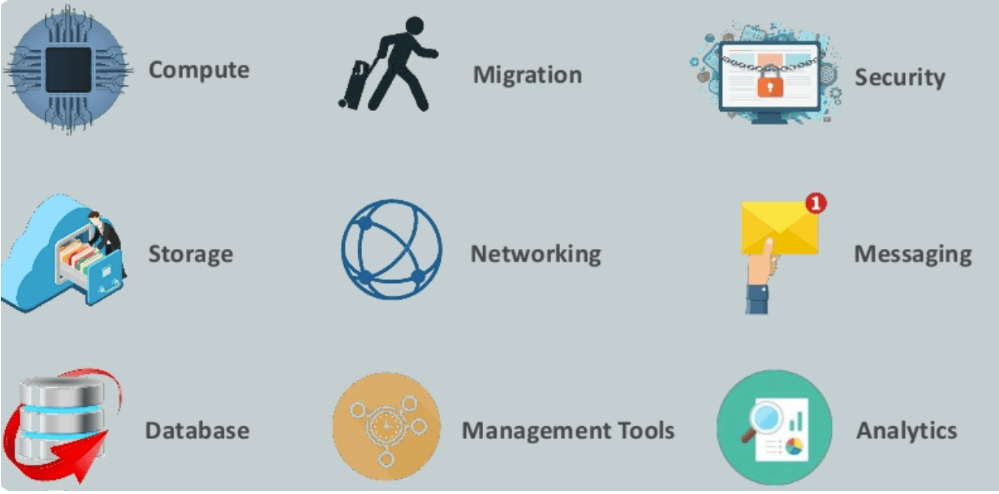 Compute
Migration
Security
Storage
Networking
1
Messaging
Database
Management Tools
Analytics